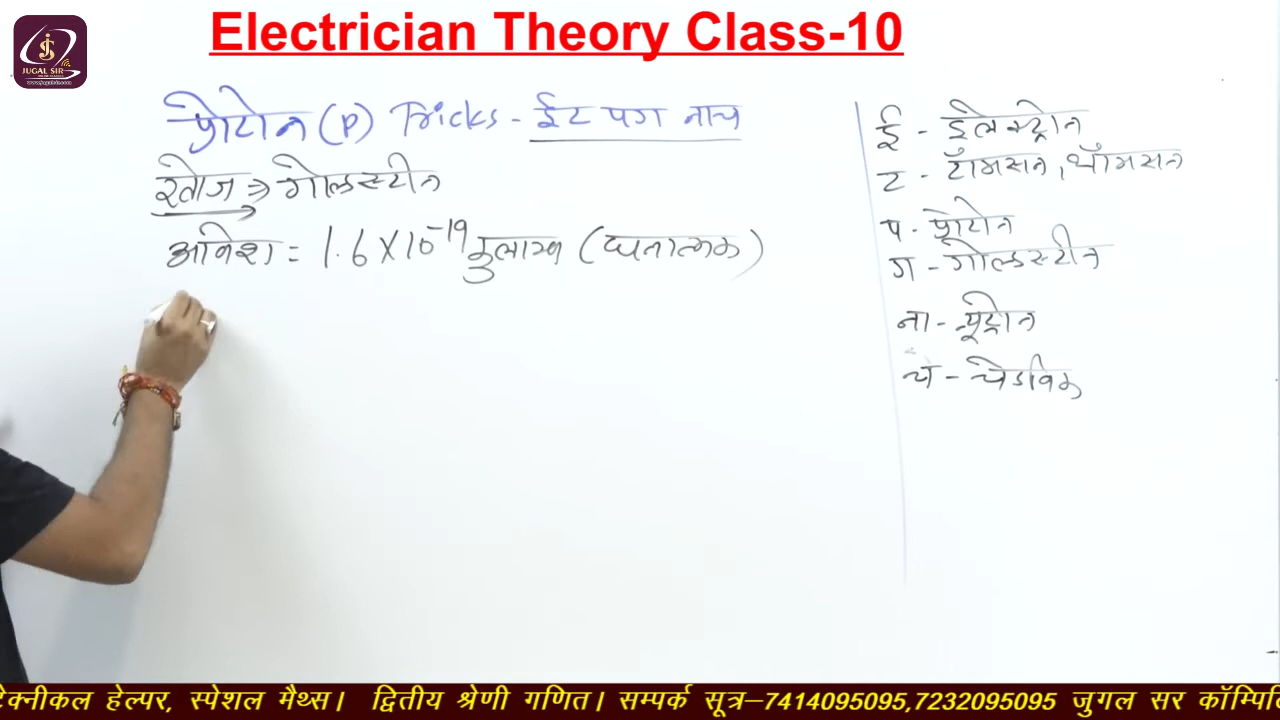 Electrician Theory Class-10
JUGAL SIR
प्रोटोन (P) Tricks - ईट पग नाच
खोज ⇒ गोल्डस्टीन
आवेश = 1.6 X 10⁻¹⁹ कुलाम्ब (धनात्मक)
ई - इलेक्ट्रोन
ट - टॉमसन, थॉमसन
प - प्रोटोन
ग - गोल्डस्टीन
ना - न्यूट्रोन
चे - चेडविक
टेक्नीकल हेल्पर, स्पेशल मैथ्स। द्वितीय श्रेणी गणित। सम्पर्क सूत्र–7414095095,7232095095 जुगल सर कॉम्पि